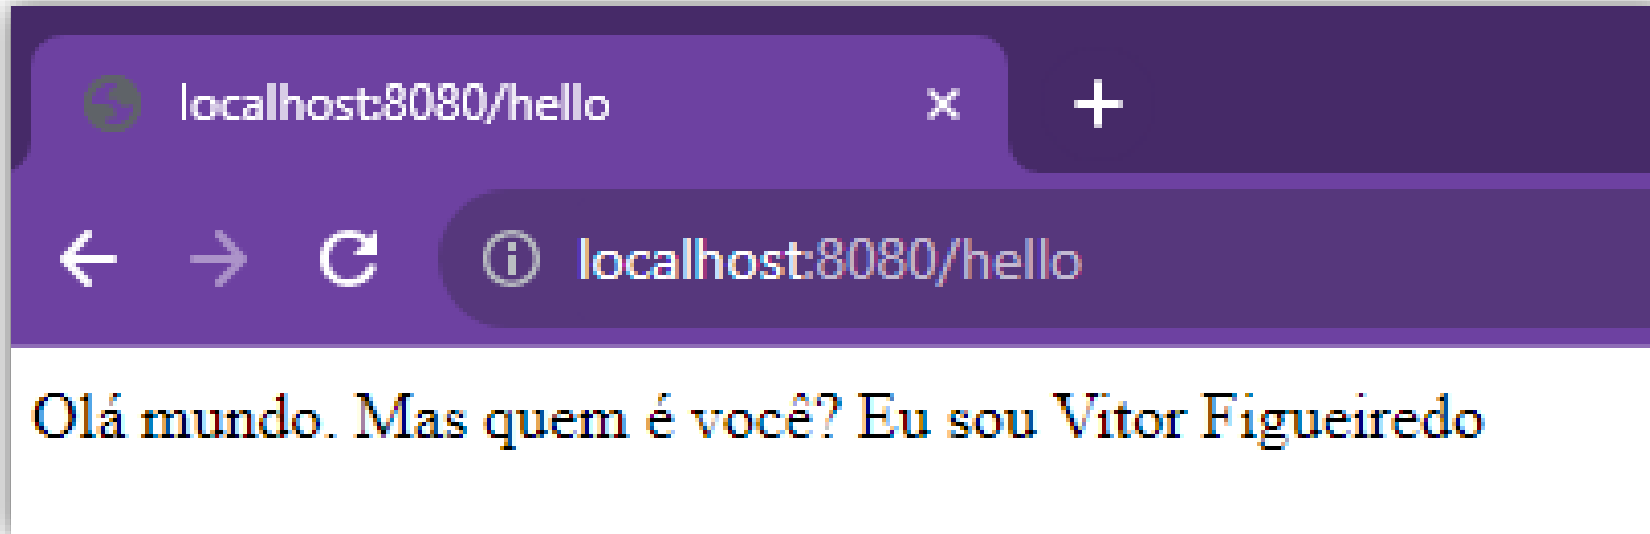 localhost:8080/hello
localhost:8080/hello
Olá mundo. Mas quem é você? Eu sou Vitor Figueiredo